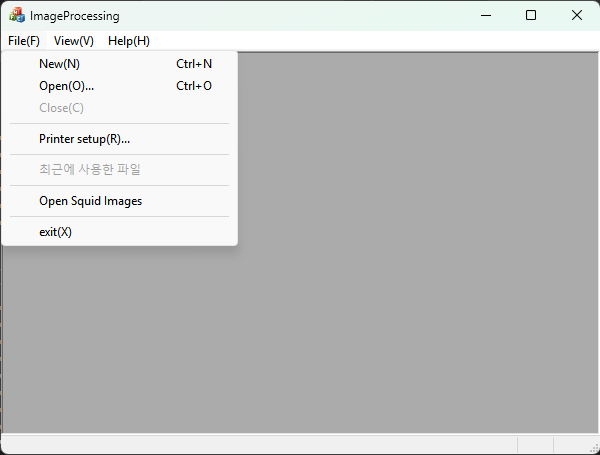 ImageProcessing
File(F) View(V) Help(H)
New(N) Ctrl+N
Open(O)... Ctrl+O
Close(C)
Printer setup(R)...
최근에 사용한 파일
Open Squid Images
exit(X)